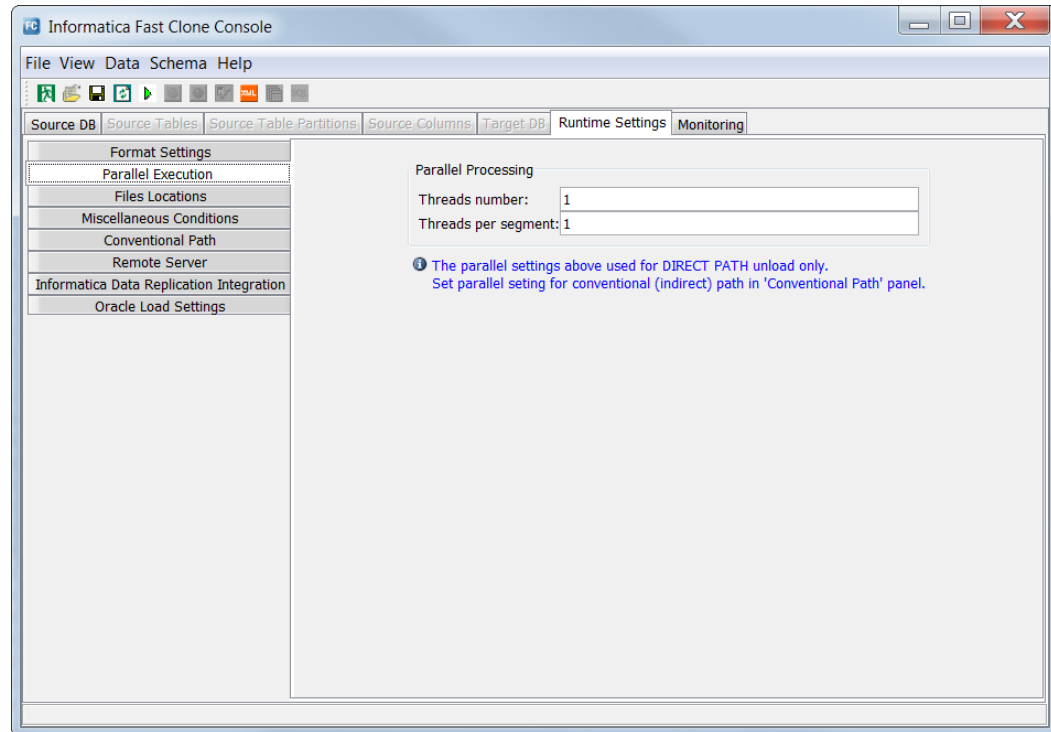 FC Informatica Fast Clone Console
File View Data Schema Help
XML SQL
Source DB Source Tables Source Table Partitions Source Columns Target DB Runtime Settings Monitoring
Format Settings
Parallel Execution
Files Locations
Miscellaneous Conditions
Conventional Path
Remote Server
Informatica Data Replication Integration
Oracle Load Settings
Parallel Processing
Threads number: 1
Threads per segment: 1
The parallel settings above used for DIRECT PATH unload only.
Set parallel seting for conventional (indirect) path in 'Conventional Path' panel.